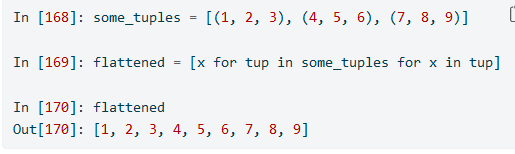 In [168]: some_tuples = [(1, 2, 3), (4, 5, 6), (7, 8, 9)]
In [169]: flattened = [x for tup in some_tuples for x in tup]
In [170]: flattened
Out[170]: [1, 2, 3, 4, 5, 6, 7, 8, 9]